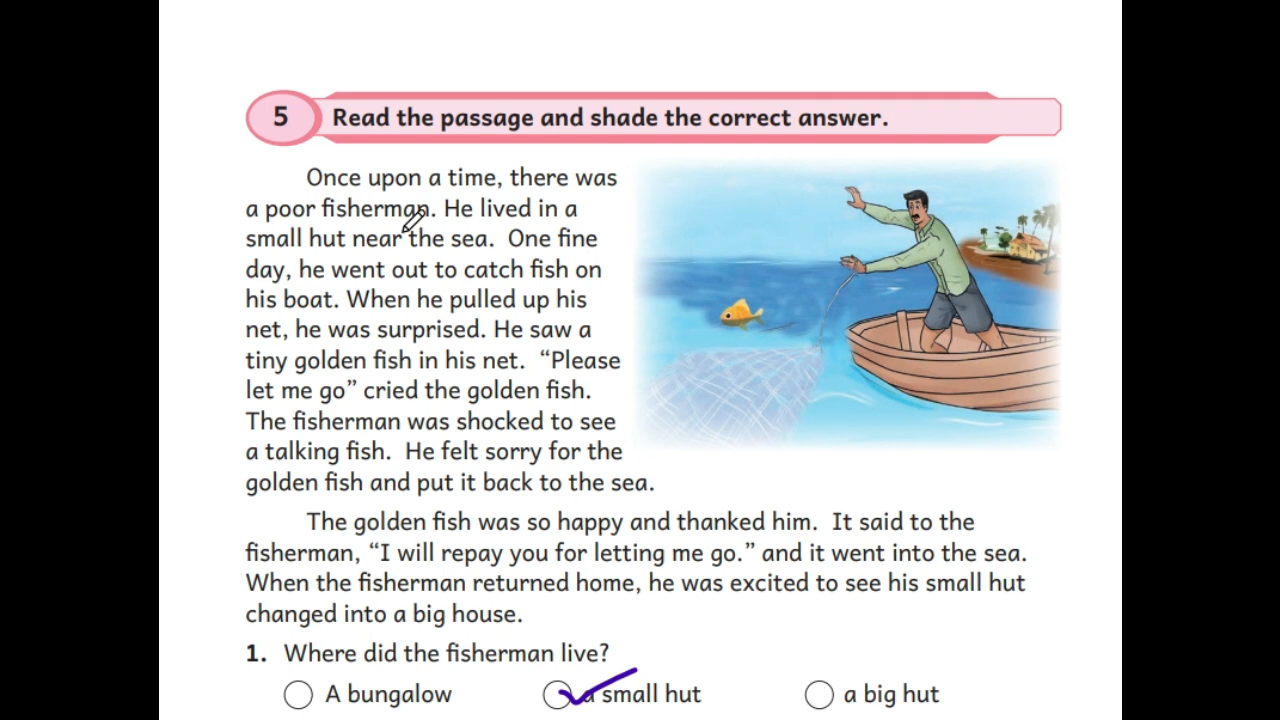 5 Read the passage and shade the correct answer.
Once upon a time, there was
a poor fisherman. He lived in a
small hut near the sea. One fine
day, he went out to catch fish on
his boat. When he pulled up his
net, he was surprised. He saw a
tiny golden fish in his net. “Please
let me go” cried the golden fish.
The fisherman was shocked to see
a talking fish. He felt sorry for the
golden fish and put it back to the sea.
The golden fish was so happy and thanked him. It said to the
fisherman, “I will repay you for letting me go.” and it went into the sea.
When the fisherman returned home, he was excited to see his small hut
changed into a big house.
1. Where did the fisherman live?
A bungalow a small hut a big hut